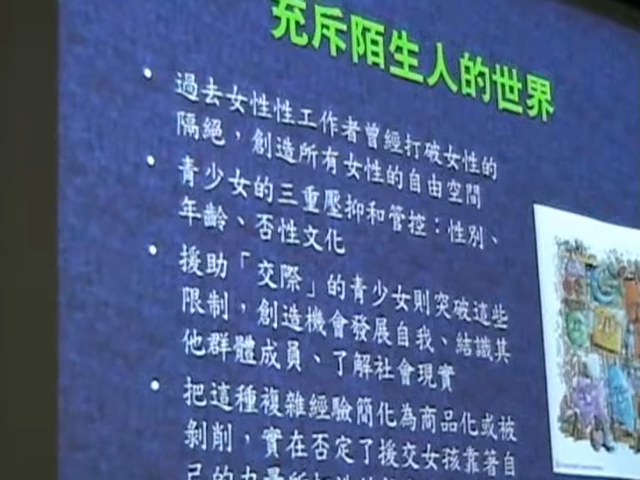 充斥陌生人的世界
• 過去女性性工作者曾經打破女性的
隔絕，創造所有女性的自由空間
• 青少女的三重壓抑和管控：性別、
年齡、否性文化
• 援助「交際」的青少女則突破這些
限制，創造機會發展自我、結識其
他群體成員、了解社會現實
• 把這種複雜經驗簡化為商品化或被
剝削，實在否定了援交女孩靠著自